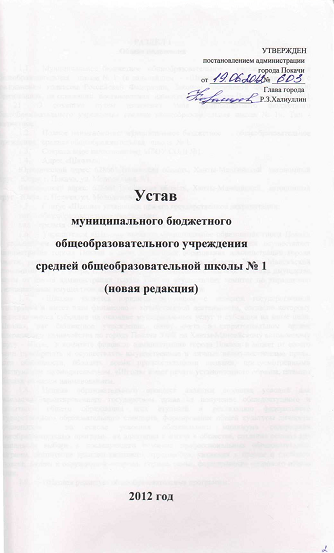 УТВЕРЖДЕН
постановлением администрации
города Покачи
от 19.06.2012 № 603
Глава города
Р.З.Халиуллин
Устав
муниципального бюджетного
общеобразовательного учреждения
средней общеобразовательной школы № 1
(новая редакция)
2012 год
2